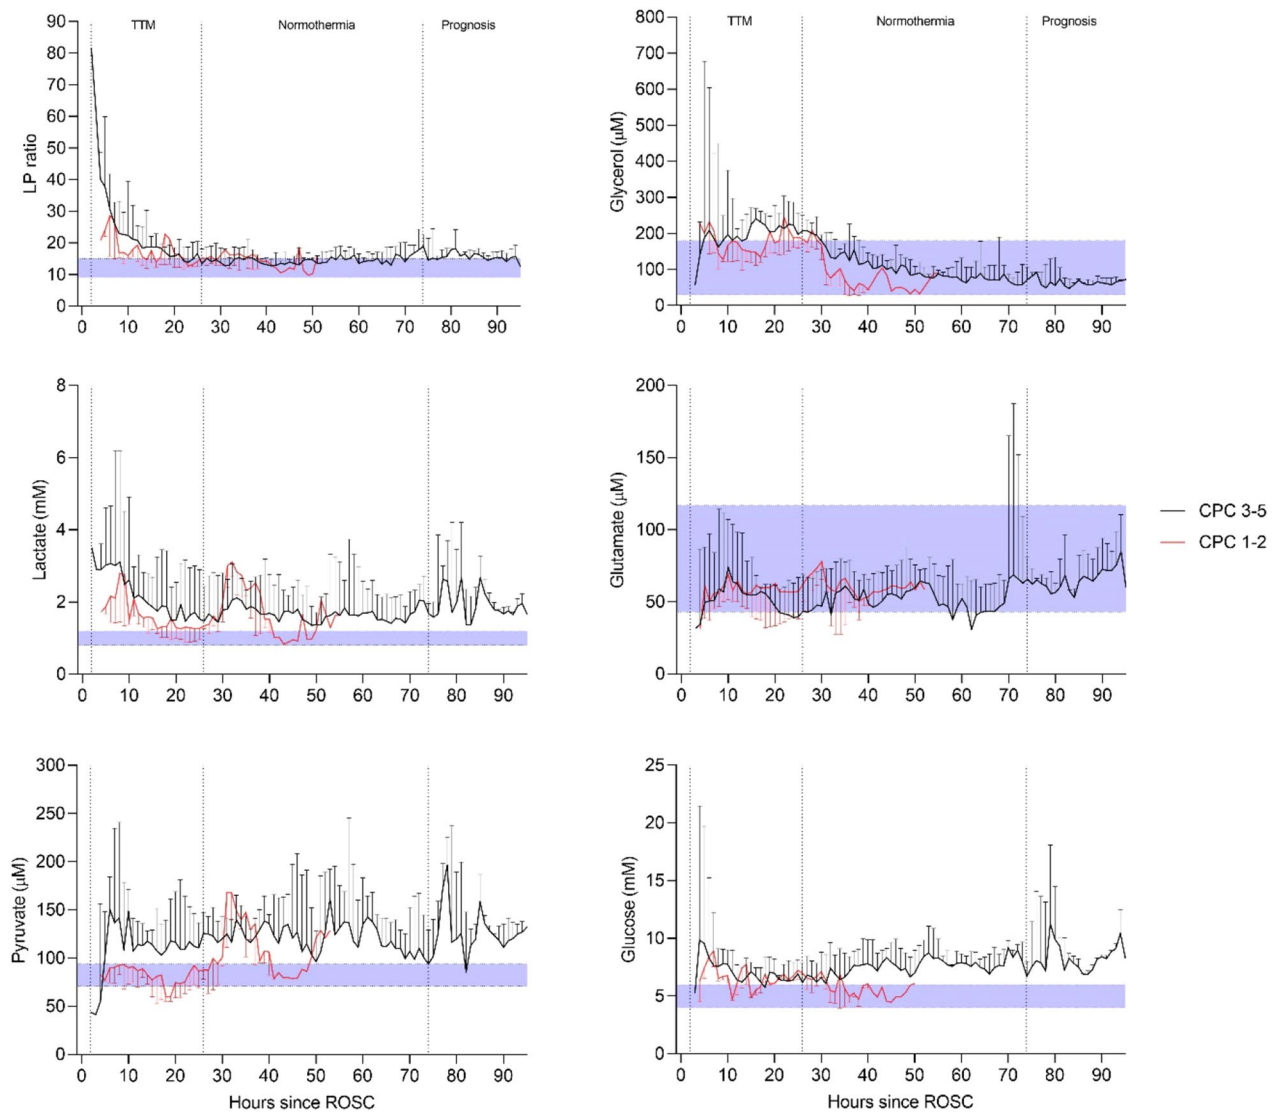 TTM Normothermia Prognosis
LP ratio
90
80
70
60
50
40
30
20
10
0
0 10 20 30 40 50 60 70 80 90
TTM Normothermia Prognosis
Glycerol (µM)
800
700
600
500
400
300
200
100
0
0 10 20 30 40 50 60 70 80 90
Lactate (mM)
8
6
4
2
0
0 10 20 30 40 50 60 70 80 90
Glutamate (µM)
200
150
100
50
0
0 10 20 30 40 50 60 70 80 90
CPC 3-5
CPC 1-2
Pyruvate (µM)
300
250
200
150
100
50
0
0 10 20 30 40 50 60 70 80 90
Hours since ROSC
Glucose (mM)
25
20
15
10
5
0
0 10 20 30 40 50 60 70 80 90
Hours since ROSC